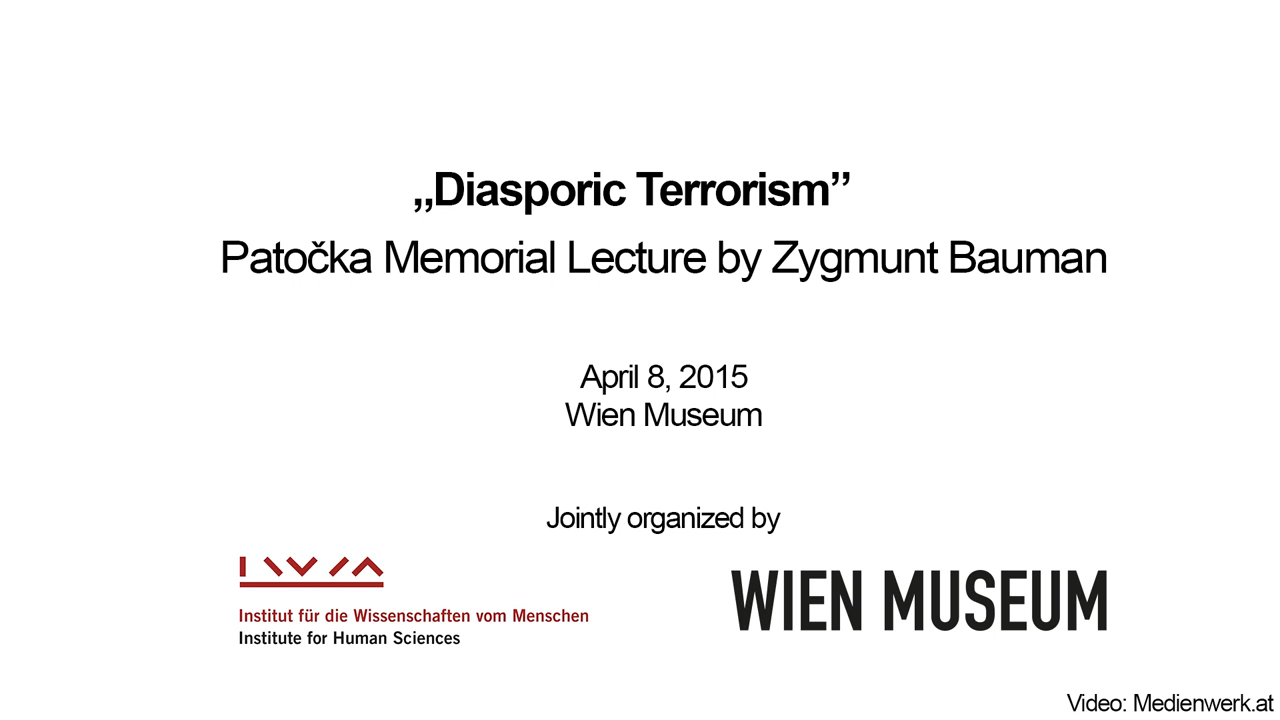 „Diasporic Terrorism”
Patočka Memorial Lecture by Zygmunt Bauman
April 8, 2015
Wien Museum
Jointly organized by
Institut für die Wissenschaften vom Menschen
Institute for Human Sciences
WIEN MUSEUM
Video: Medienwerk.at